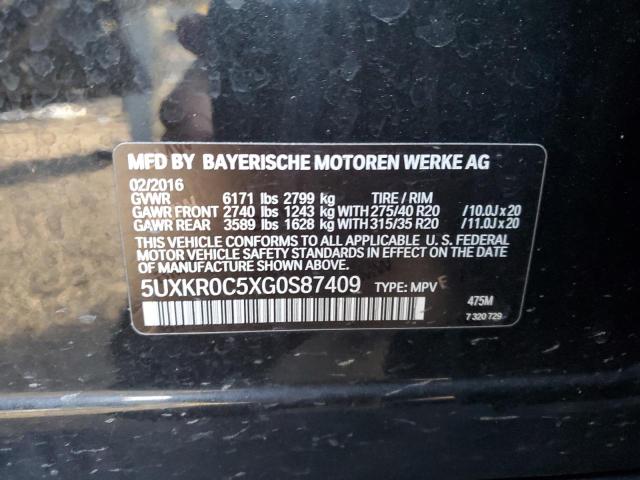 MFD BY BAYERISCHE MOTOREN WERKE AG
02/2016
GVWR 6171 lbs 2799 kg TIRE / RIM
GAWR FRONT 2740 lbs 1243 kg WITH 275/40 R20 /10.0J x 20
GAWR REAR 3589 lbs 1628 kg WITH 315/35 R20 /11.0J x 20
THIS VEHICLE CONFORMS TO ALL APPLICABLE U. S. FEDERAL
MOTOR VEHICLE SAFETY STANDARDS IN EFFECT ON THE
DATE OF MANUFACTURE SHOWN ABOVE.
5UXKR0C5XG0S87409 TYPE: MPV
475M
7 320 729